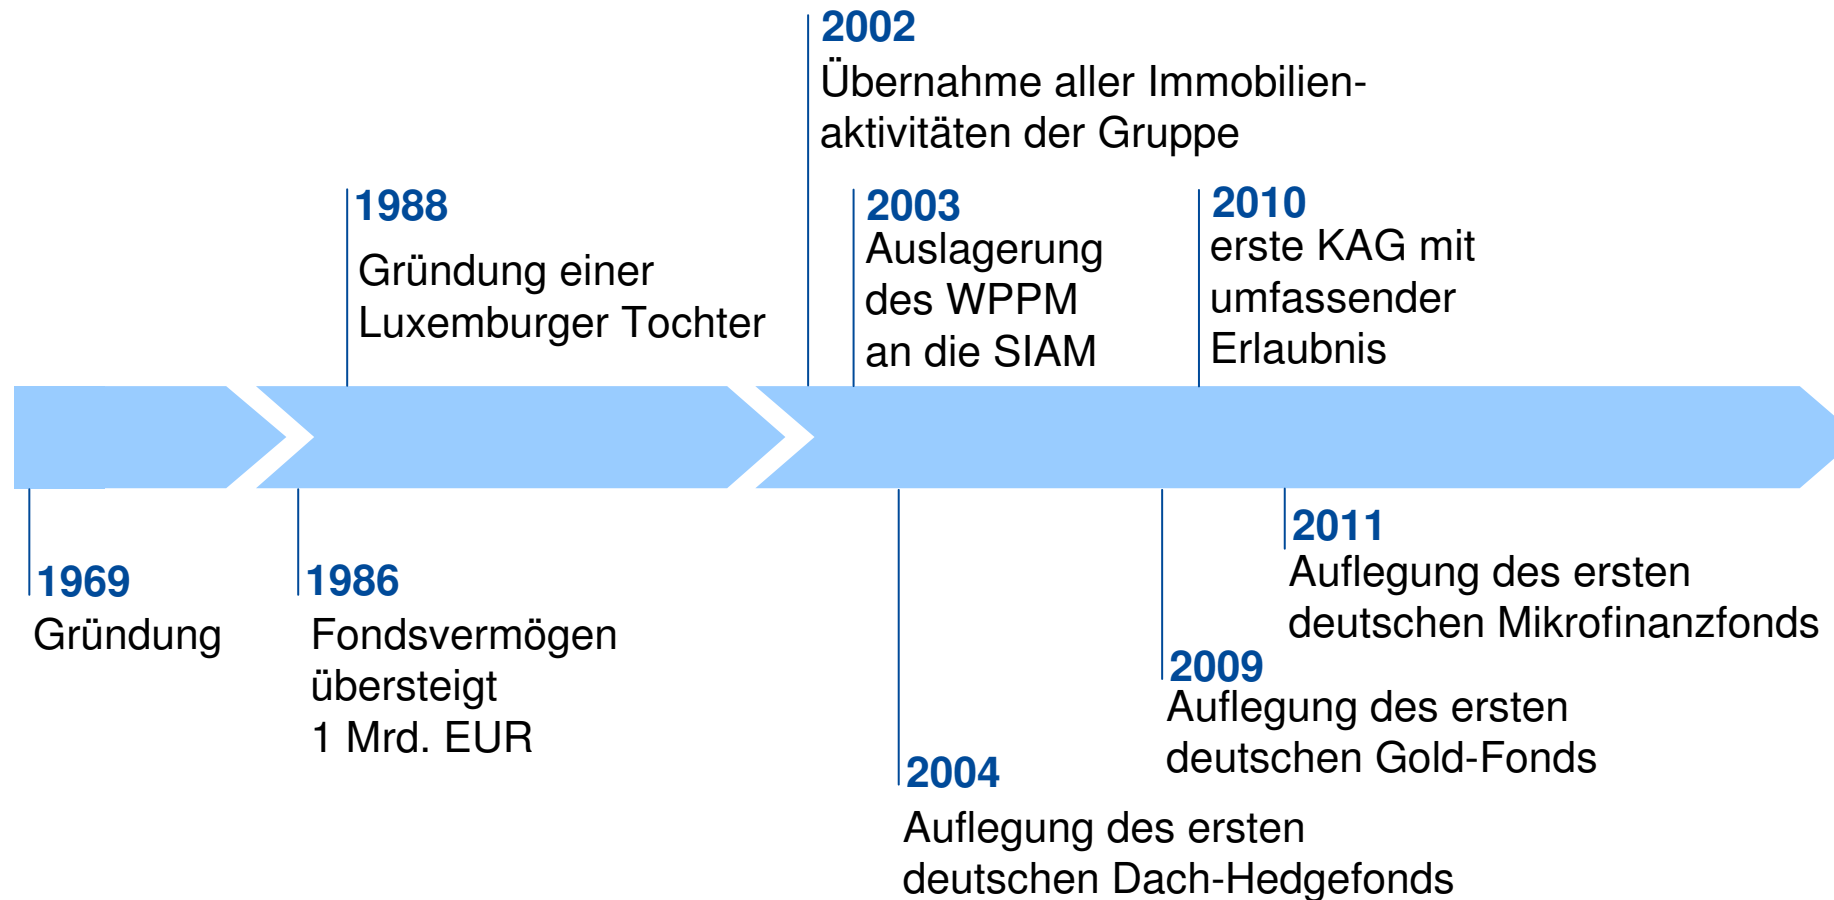 2002
Übernahme aller Immobilien-
aktivitäten der Gruppe
1988
Gründung einer
Luxemburger Tochter
2003
Auslagerung
des WPPM
an die SIAM
2010
erste KAG mit
umfassender
Erlaubnis
1969
Gründung
1986
Fondsvermögen
übersteigt
1 Mrd. EUR
2011
Auflegung des ersten
deutschen Mikrofinanzfonds
2009
Auflegung des ersten
deutschen Gold-Fonds
2004
Auflegung des ersten
deutschen Dach-Hedgefonds